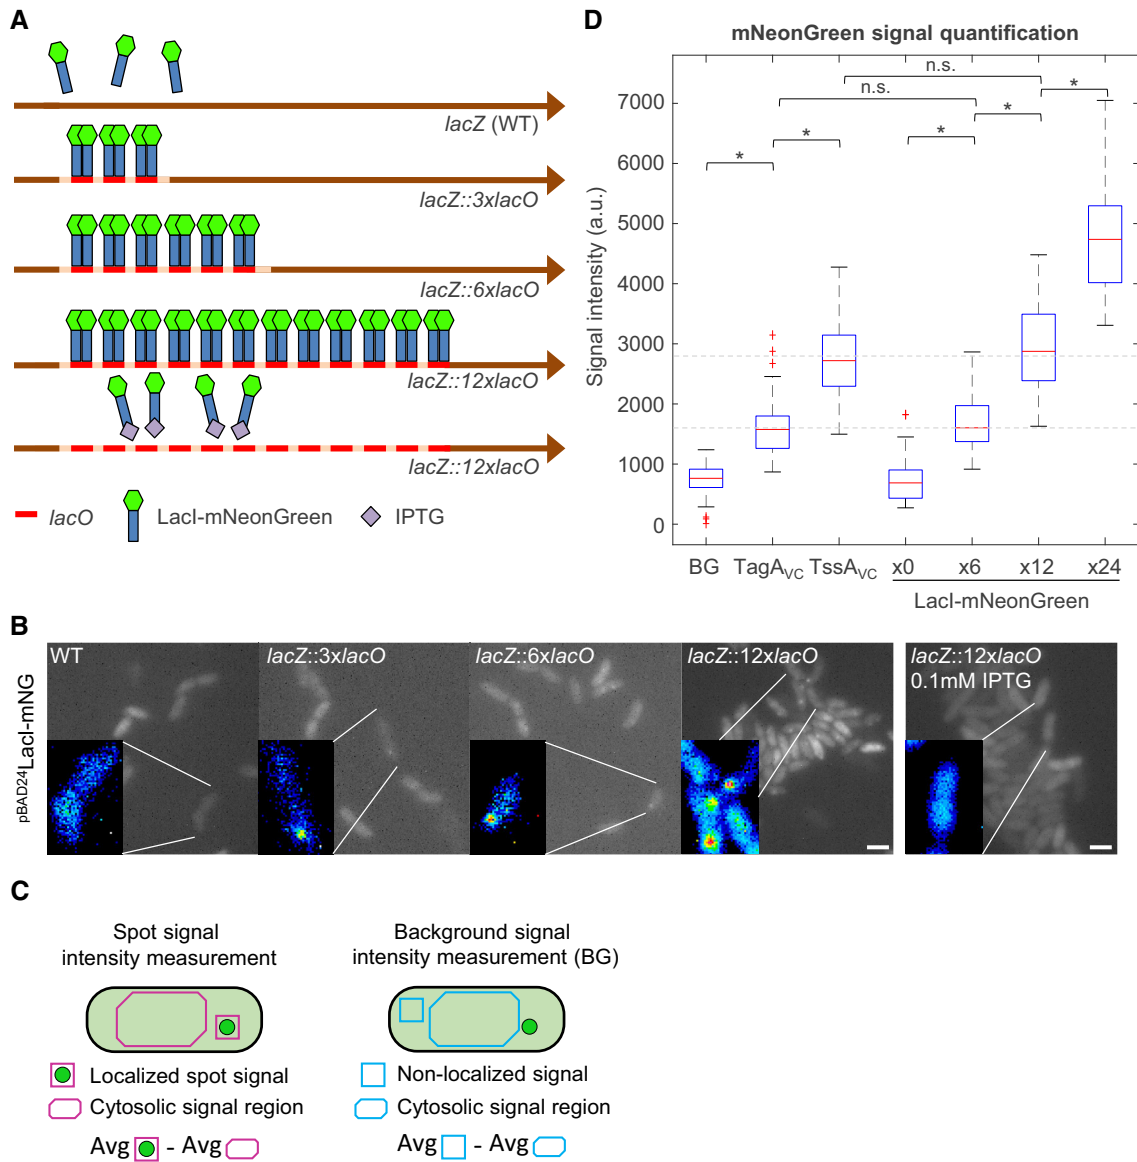 A
lacZ (WT)
lacZ::3xlacO
lacZ::6xlacO
lacZ::12xlacO
lacZ::12xlacO
lacO
LacI-mNeonGreen
IPTG
D
mNeonGreen signal quantification
Signal intensity (a.u.)
7000
6000
5000
4000
3000
2000
1000
0
n.s.
n.s.
*
*
*
*
*
BG TagAVC TssAVC x0 x6 x12 x24
LacI-mNeonGreen
B
pBAD24LacI-mNG
WT
lacZ::3xlacO
lacZ::6xlacO
lacZ::12xlacO
lacZ::12xlacO
0.1mM IPTG
C
Spot signal
intensity measurement
Localized spot signal
Cytosolic signal region
Avg - Avg
Background signal
intensity measurement (BG)
Non-localized signal
Cytosolic signal region
Avg - Avg